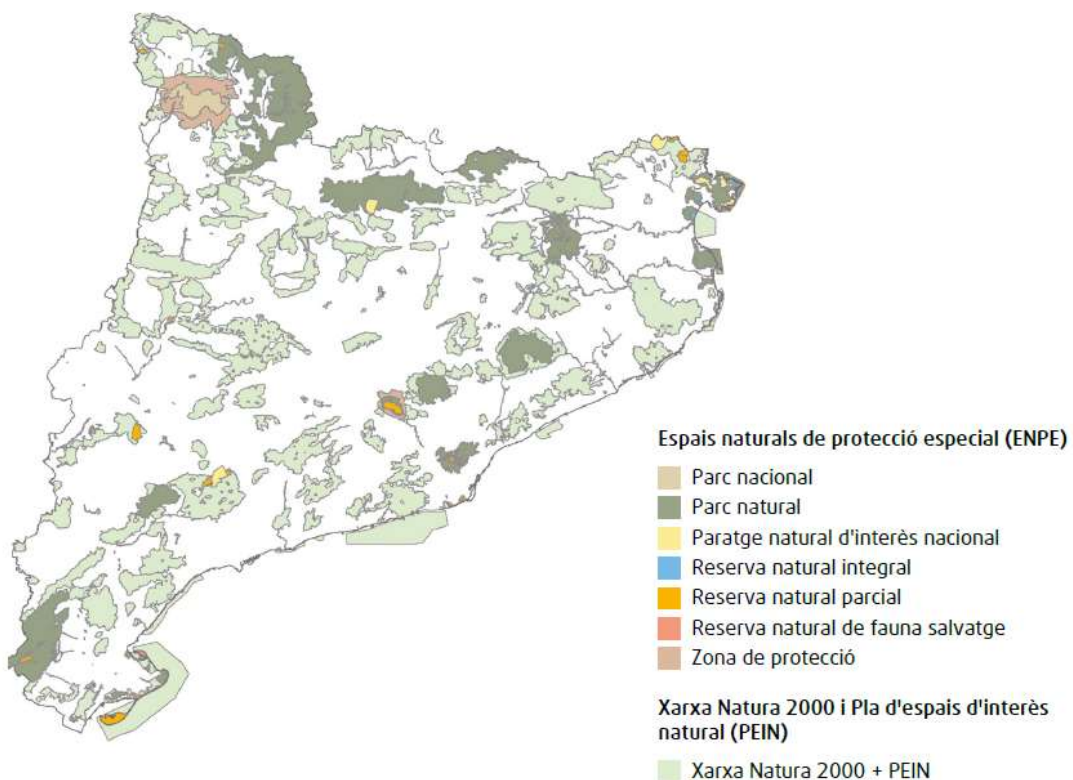 Espais naturals de protecció especial (ENPE)
Parc nacional
Parc natural
Paratge natural d'interès nacional
Reserva natural integral
Reserva natural parcial
Reserva natural de fauna salvatge
Zona de protecció
Xarxa Natura 2000 i Pla d'espais d'interès
natural (PEIN)
Xarxa Natura 2000 + PEIN